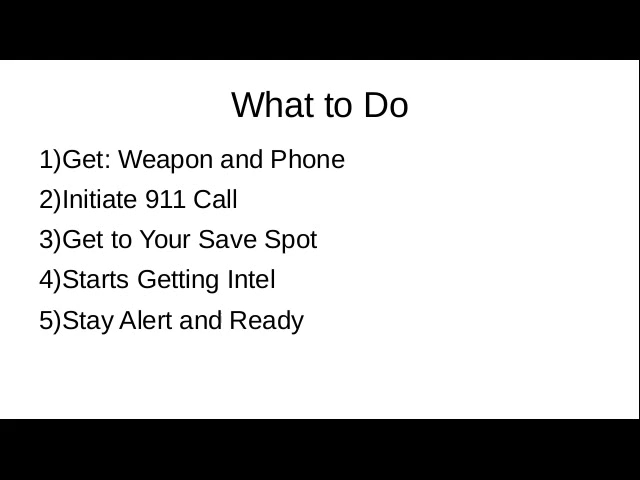 What to Do
1)Get: Weapon and Phone
2)Initiate 911 Call
3)Get to Your Save Spot
4)Starts Getting Intel
5)Stay Alert and Ready